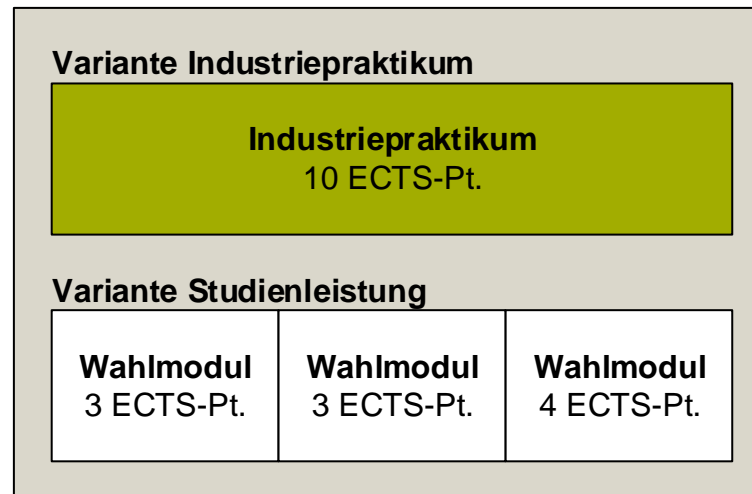 Variante Industriepraktikum
Industriepraktikum
10 ECTS-Pt.
Variante Studienleistung
Wahlmodul
3 ECTS-Pt.
Wahlmodul
3 ECTS-Pt.
Wahlmodul
4 ECTS-Pt.